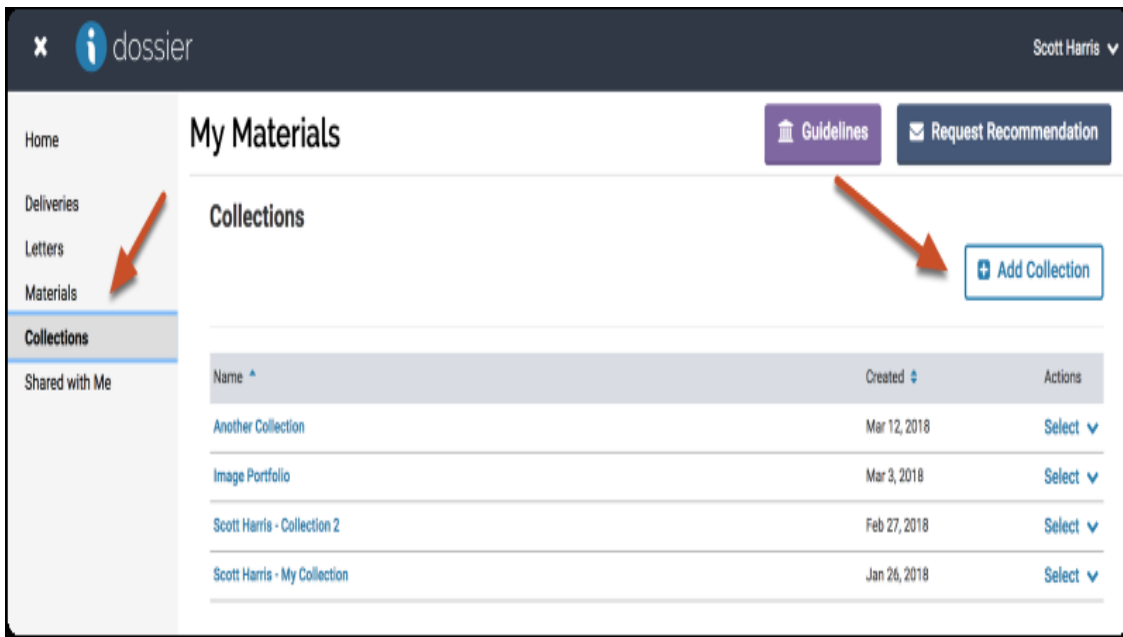 dossier
Scott Harris
Home
Deliveries
Letters
Materials
Collections
Shared with Me
My Materials
Guidelines
Request Recommendation
Collections
Add Collection
Name Created Actions
Another Collection Mar 12, 2018 Select
Image Portfolio Mar 3, 2018 Select
Scott Harris - Collection 2 Feb 27, 2018 Select
Scott Harris - My Collection Jan 26, 2018 Select